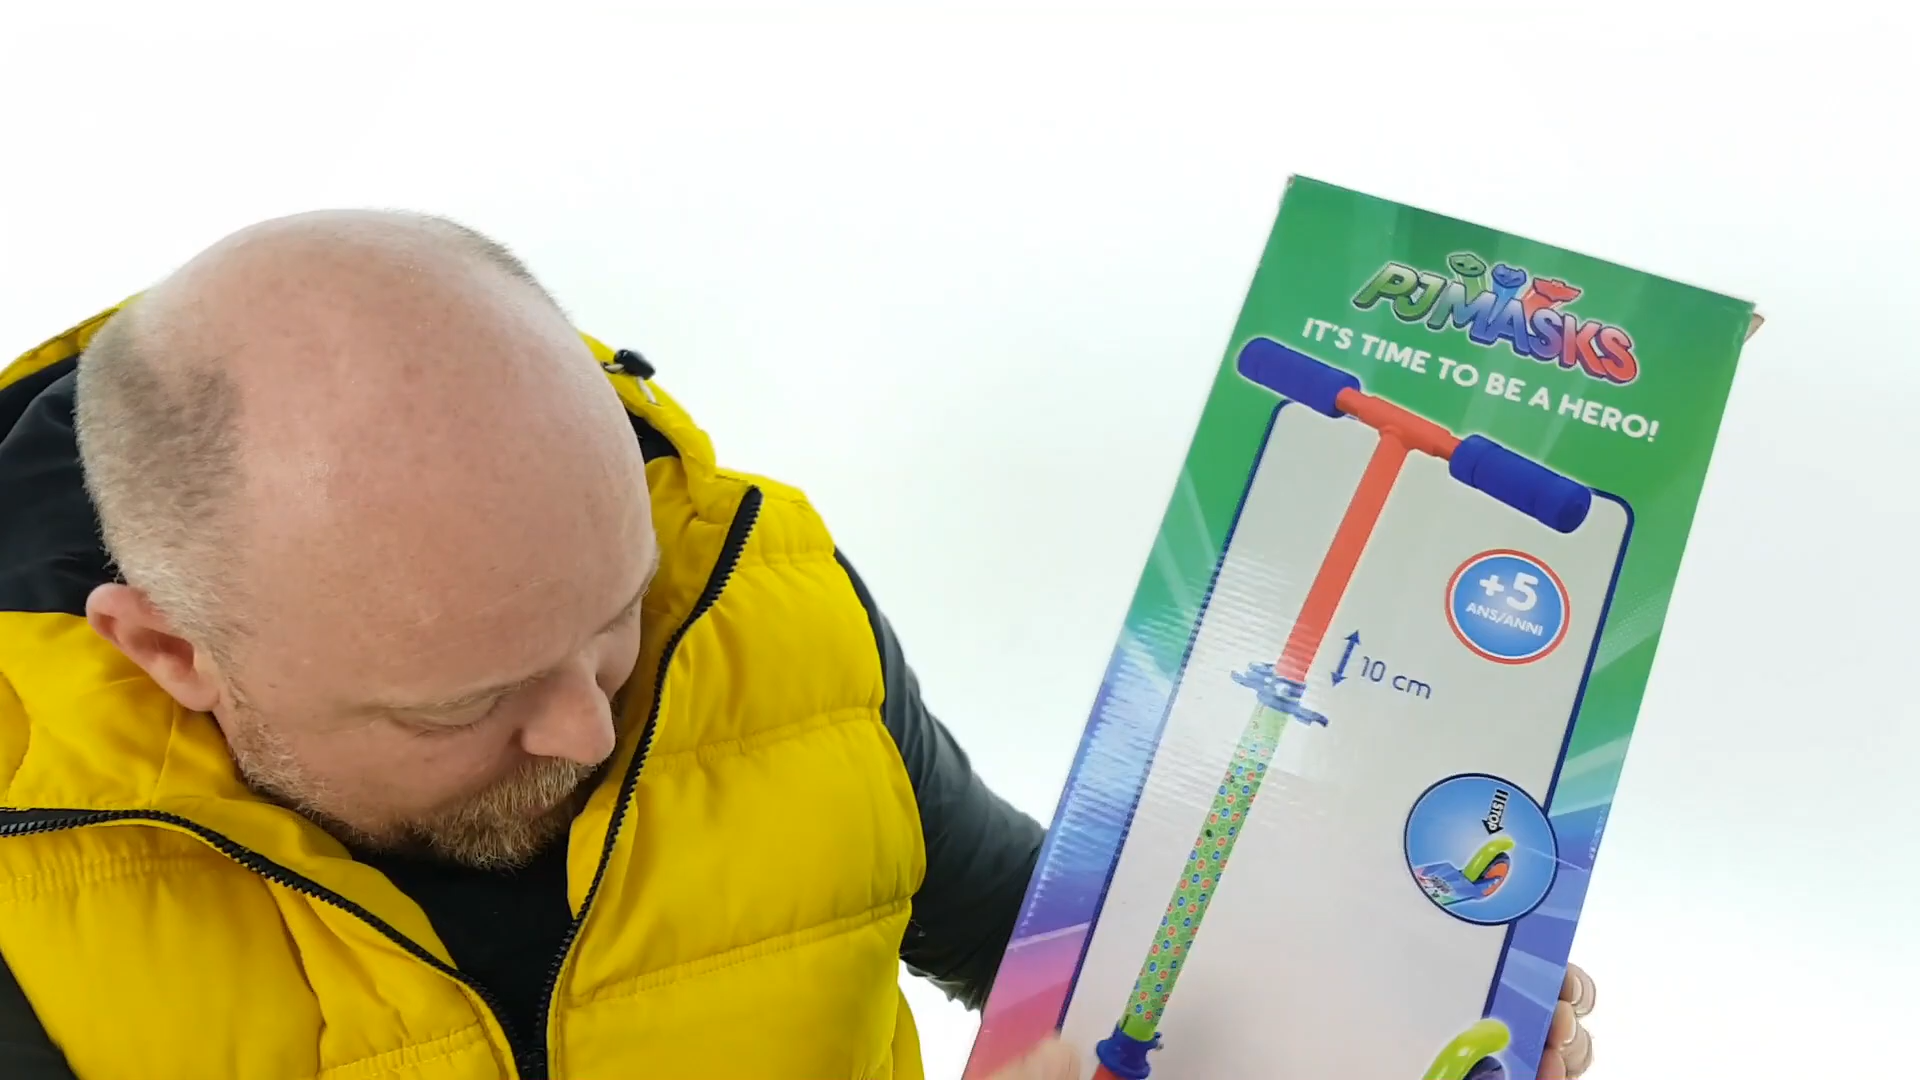 PJMASKS
IT'S TIME TO BE A HERO!
+5
ANS/ANNI
10 cm
STOP